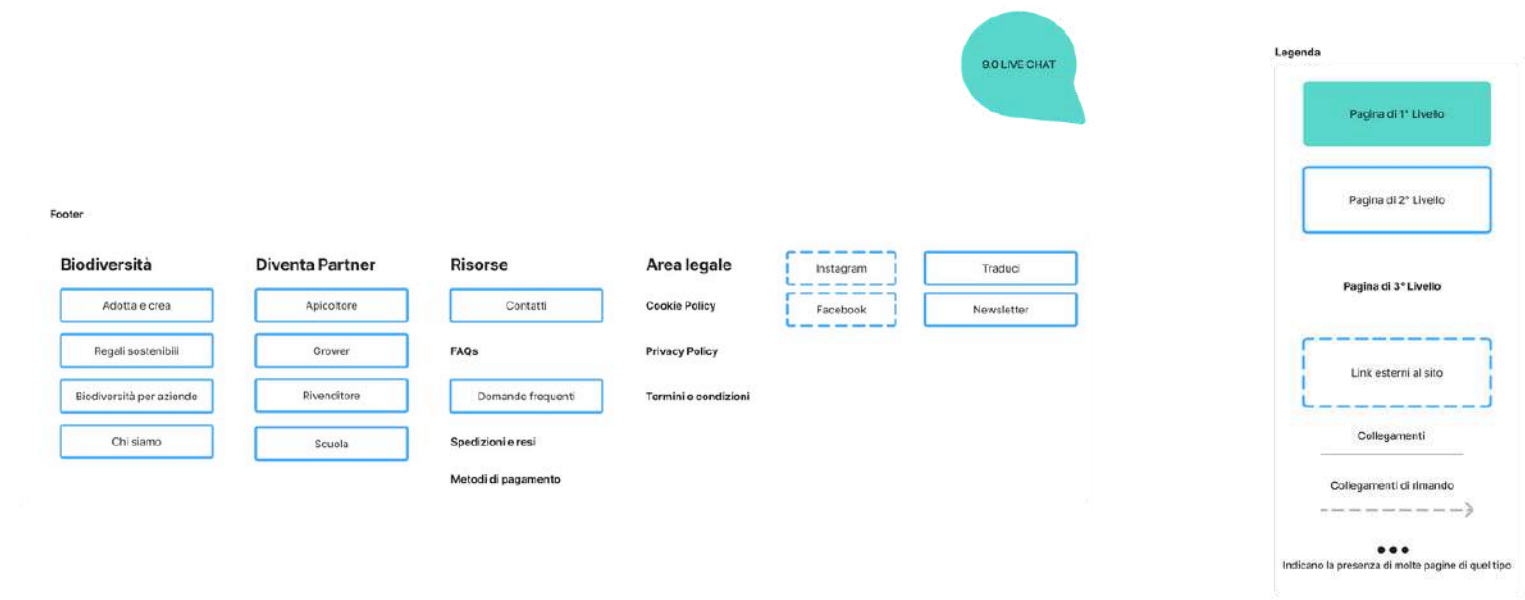 9.0 LIVE CHAT
Footer
Biodiversità
Adotta e crea
Regali sostenibili
Biodiversità per aziende
Chi siamo
Diventa Partner
Apicoltore
Grower
Rivenditore
Scuola
Risorse
Contatti
FAQs
Domande frequenti
Spedizioni e resi
Metodi di pagamento
Area legale
Cookie Policy
Privacy Policy
Termini e condizioni
Instagram
Facebook
Traduci
Newsletter
Legenda
Pagina di 1° Livello
Pagina di 2° Livello
Pagina di 3° Livello
Link esterni al sito
Collegamenti
Collegamenti di rimando
Indicano la presenza di molte pagine di quel tipo